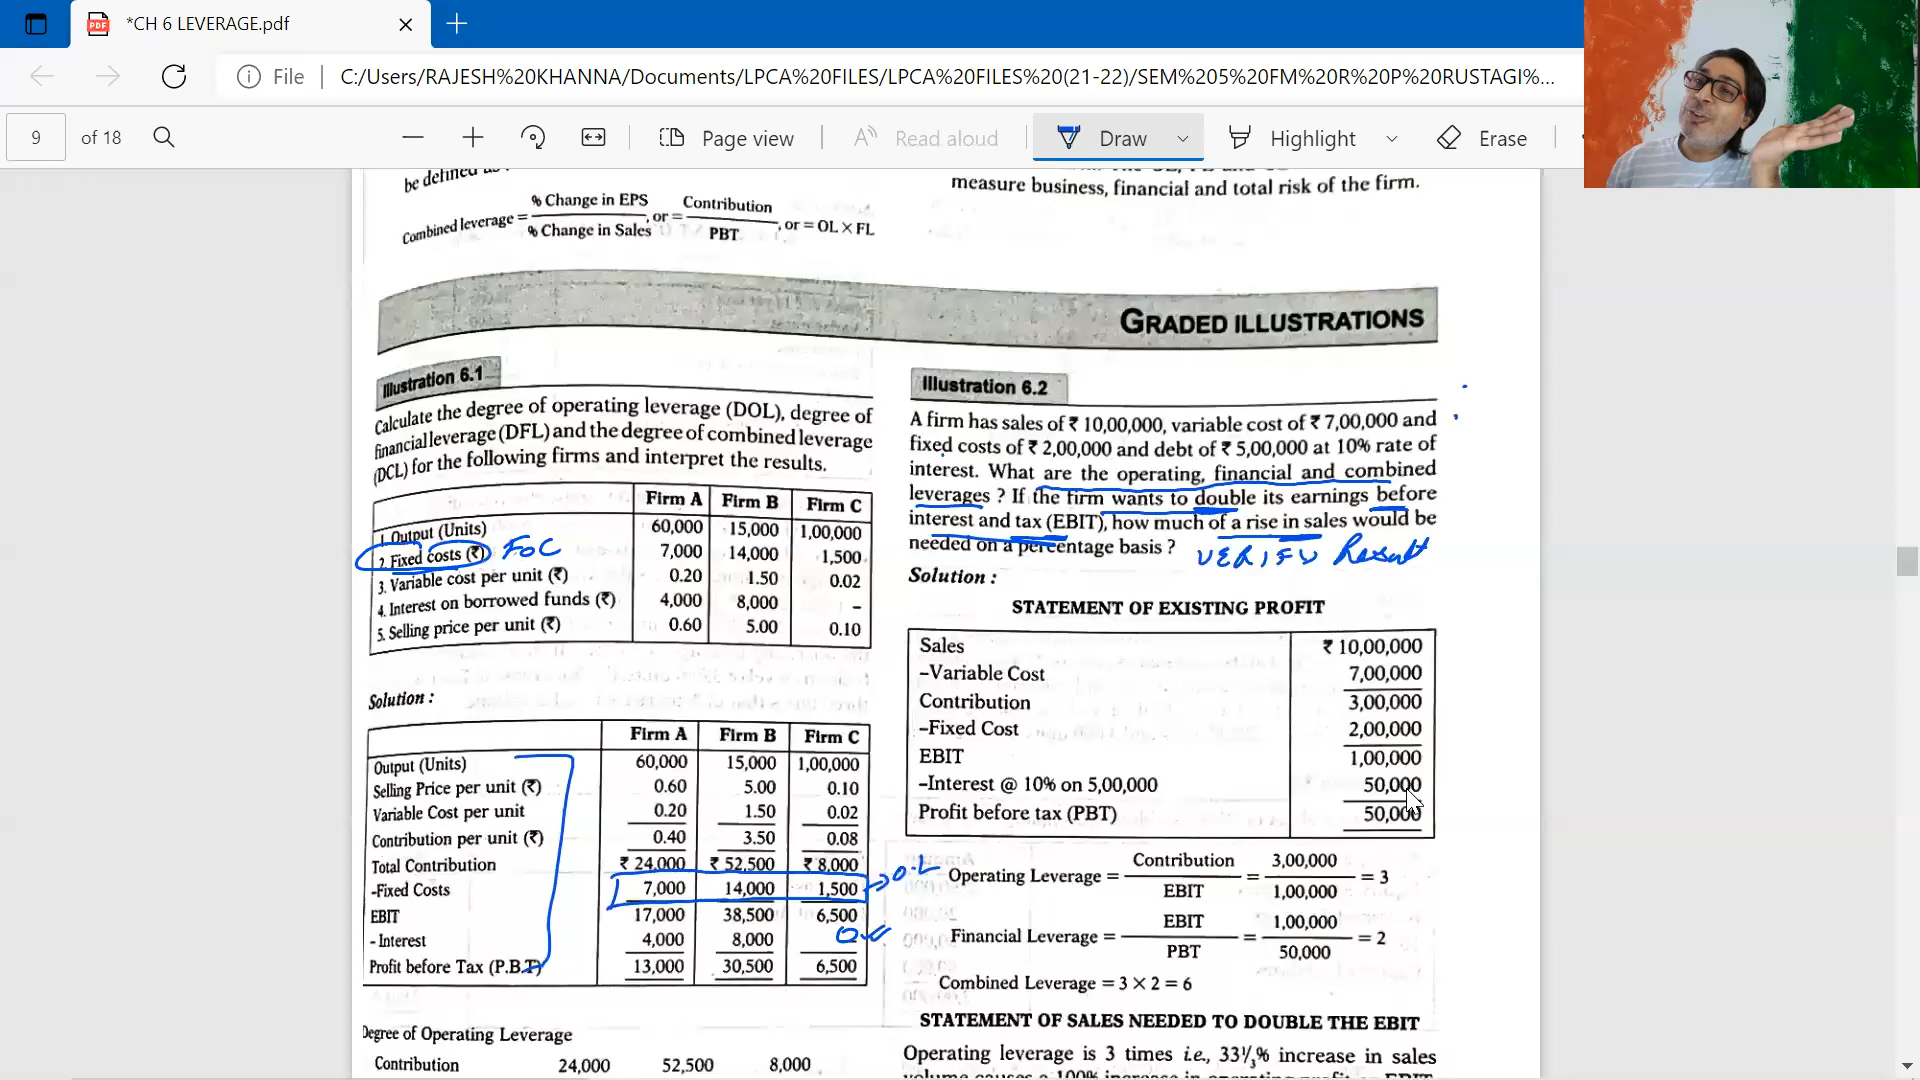 *CH 6 LEVERAGE.pdf
File
C:/Users/RAJESH%20KHANNA/Documents/LPCA%20FILES/LPCA%20FILES%20(21-22)/SEM%205%20FM%20R%20P%20RUSTAGI%...
9 of 18
Page view
Read aloud
Draw
Highlight
Erase
be defined
Combined leverage = % Change in EPS / % Change in Sales, or = Contribution / PBT, or = OL × FL
measure business, financial and total risk of the firm.
GRADED ILLUSTRATIONS
Illustration 6.1
Calculate the degree of operating leverage (DOL), degree of
financial leverage (DFL) and the degree of combined leverage
(DCL) for the following firms and interpret the results.
Firm A Firm B Firm C
1. Output (Units) 60,000 15,000 1,00,000
2. Fixed costs (₹) FOC 7,000 14,000 1,500
3. Variable cost per unit (₹) 0.20 1.50 0.02
4. Interest on borrowed funds (₹) 4,000 8,000 –
5. Selling price per unit (₹) 0.60 5.00 0.10
Solution :
Firm A Firm B Firm C
Output (Units) 60,000 15,000 1,00,000
Selling Price per unit (₹) 0.60 5.00 0.10
Variable Cost per unit 0.20 1.50 0.02
Contribution per unit (₹) 0.40 3.50 0.08
Total Contribution ₹ 24,000 ₹ 52,500 ₹ 8,000
-Fixed Costs 7,000 14,000 1,500 → O.L
EBIT 17,000 38,500 6,500
- Interest 4,000 8,000 0
Profit before Tax (P.B.T) 13,000 30,500 6,500
Degree of Operating Leverage
Contribution 24,000 52,500 8,000
Illustration 6.2
A firm has sales of ₹ 10,00,000, variable cost of ₹ 7,00,000 and
fixed costs of ₹ 2,00,000 and debt of ₹ 5,00,000 at 10% rate of
interest. What are the operating, financial and combined
leverages ? If the firm wants to double its earnings before
interest and tax (EBIT), how much of a rise in sales would be
needed on a percentage basis ? VERIFY Result
Solution :
STATEMENT OF EXISTING PROFIT
Sales ₹ 10,00,000
–Variable Cost 7,00,000
Contribution 3,00,000
–Fixed Cost 2,00,000
EBIT 1,00,000
–Interest @ 10% on 5,00,000 50,000
Profit before tax (PBT) 50,000
Operating Leverage = Contribution / EBIT = 3,00,000 / 1,00,000 = 3
Financial Leverage = EBIT / PBT = 1,00,000 / 50,000 = 2
Combined Leverage = 3 × 2 = 6
STATEMENT OF SALES NEEDED TO DOUBLE THE EBIT
Operating leverage is 3 times i.e., 33⅓% increase in sales